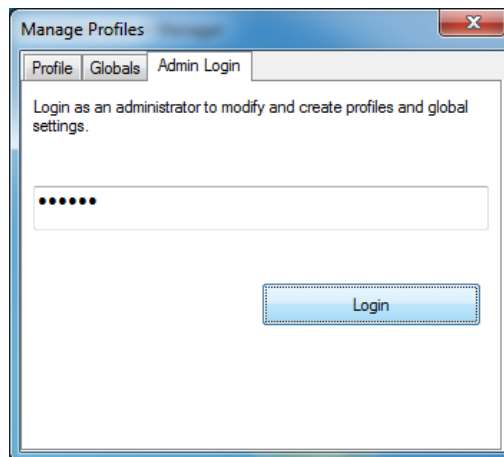 Manage Profiles
Profile Globals Admin Login
Login as an administrator to modify and create profiles and global
settings.
••••••
Login